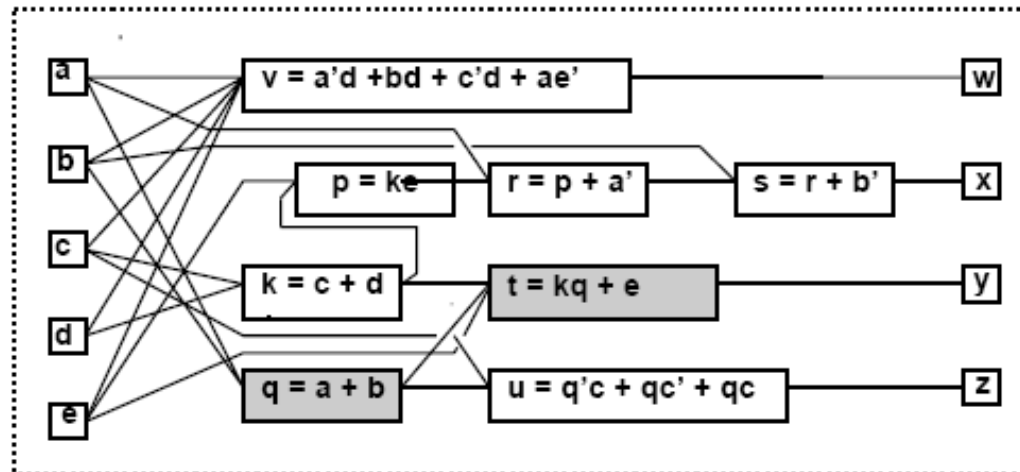 a v = a’d +bd + c’d + ae’ w
b p = ke r = p + a’ s = r + b’ x
c k = c + d t = kq + e y
d
e q = a + b u = q’c + qc’ + qc z